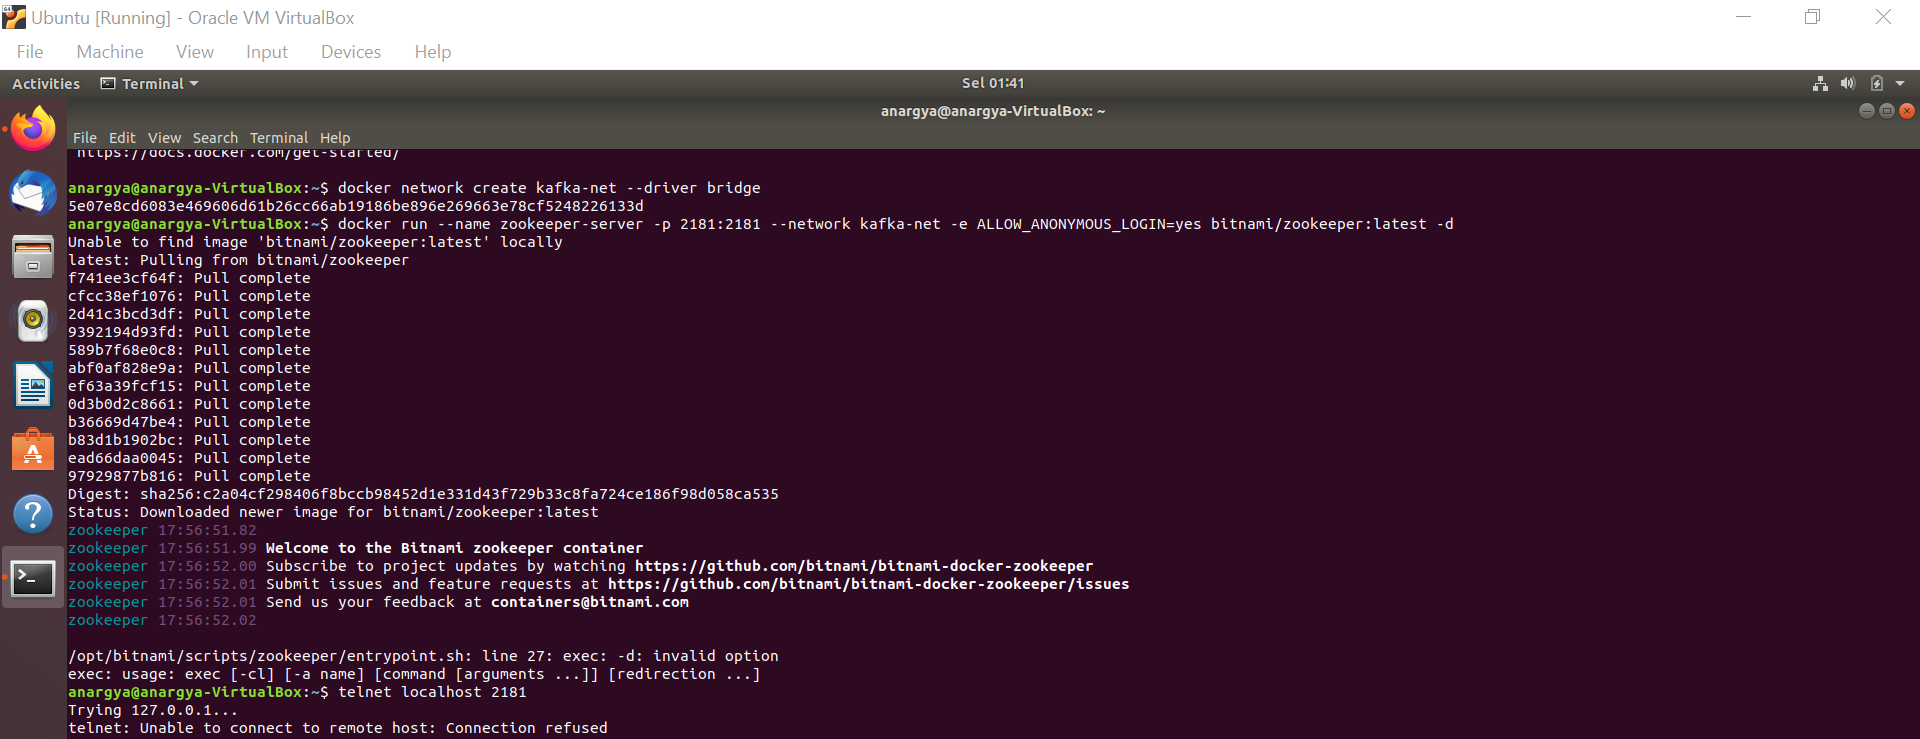 Ubuntu [Running] - Oracle VM VirtualBox
File Machine View Input Devices Help
Activities Terminal Sel 01:41
anargya@anargya-VirtualBox: ~
File Edit View Search Terminal Help
https://docs.docker.com/get-started/
anargya@anargya-VirtualBox:~$ docker network create kafka-net --driver bridge
5e07e8cd6083e469606d61b26cc66ab19186be896e269663e78cf5248226133d
anargya@anargya-VirtualBox:~$ docker run --name zookeeper-server -p 2181:2181 --network kafka-net -e ALLOW_ANONYMOUS_LOGIN=yes bitnami/zookeeper:latest -d
Unable to find image 'bitnami/zookeeper:latest' locally
latest: Pulling from bitnami/zookeeper
f741ee3cf64f: Pull complete
cfcc38ef1076: Pull complete
2d41c3bcd3df: Pull complete
9392194d93fd: Pull complete
589b7f68e0c8: Pull complete
abf0af828e9a: Pull complete
ef63a39fcf15: Pull complete
0d3b0d2c8661: Pull complete
b36669d47be4: Pull complete
b83d1b1902bc: Pull complete
ead66daa0045: Pull complete
97929877b816: Pull complete
Digest: sha256:c2a04cf298406f8bccb98452d1e331d43f729b33c8fa724ce186f98d058ca535
Status: Downloaded newer image for bitnami/zookeeper:latest
zookeeper 17:56:51.82
zookeeper 17:56:51.99 Welcome to the Bitnami zookeeper container
zookeeper 17:56:52.00 Subscribe to project updates by watching https://github.com/bitnami/bitnami-docker-zookeeper
zookeeper 17:56:52.01 Submit issues and feature requests at https://github.com/bitnami/bitnami-docker-zookeeper/issues
zookeeper 17:56:52.01 Send us your feedback at containers@bitnami.com
zookeeper 17:56:52.02
/opt/bitnami/scripts/zookeeper/entrypoint.sh: line 27: exec: -d: invalid option
exec: usage: exec [-cl] [-a name] [command [arguments ...]] [redirection ...]
anargya@anargya-VirtualBox:~$ telnet localhost 2181
Trying 127.0.0.1...
telnet: Unable to connect to remote host: Connection refused